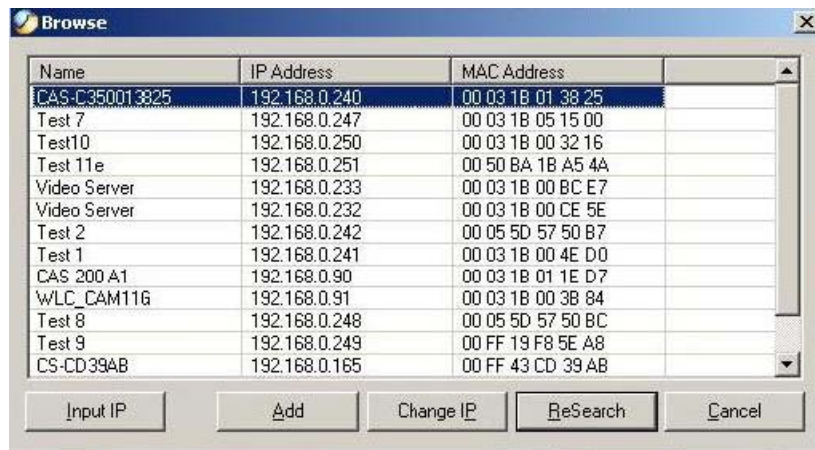 Browse
Name IP Address MAC Address
CAS-C350013825 192.168.0.240 00 03 1B 01 38 25
Test 7 192.168.0.247 00 03 1B 05 15 00
Test10 192.168.0.250 00 03 1B 00 32 16
Test 11e 192.168.0.251 00 50 BA 1B A5 4A
Video Server 192.168.0.233 00 03 1B 00 BC E7
Video Server 192.168.0.232 00 03 1B 00 CE 5E
Test 2 192.168.0.242 00 05 5D 57 50 B7
Test 1 192.168.0.241 00 03 1B 00 4E D0
CAS 200 A1 192.168.0.90 00 03 1B 01 1E D7
WLC_CAM11G 192.168.0.91 00 03 1B 00 3B 84
Test 8 192.168.0.248 00 05 5D 57 50 BC
Test 9 192.168.0.249 00 FF 19 F8 5E A8
CS-CD39AB 192.168.0.165 00 FF 43 CD 39 AB
Input IP Add Change IP ReSearch Cancel